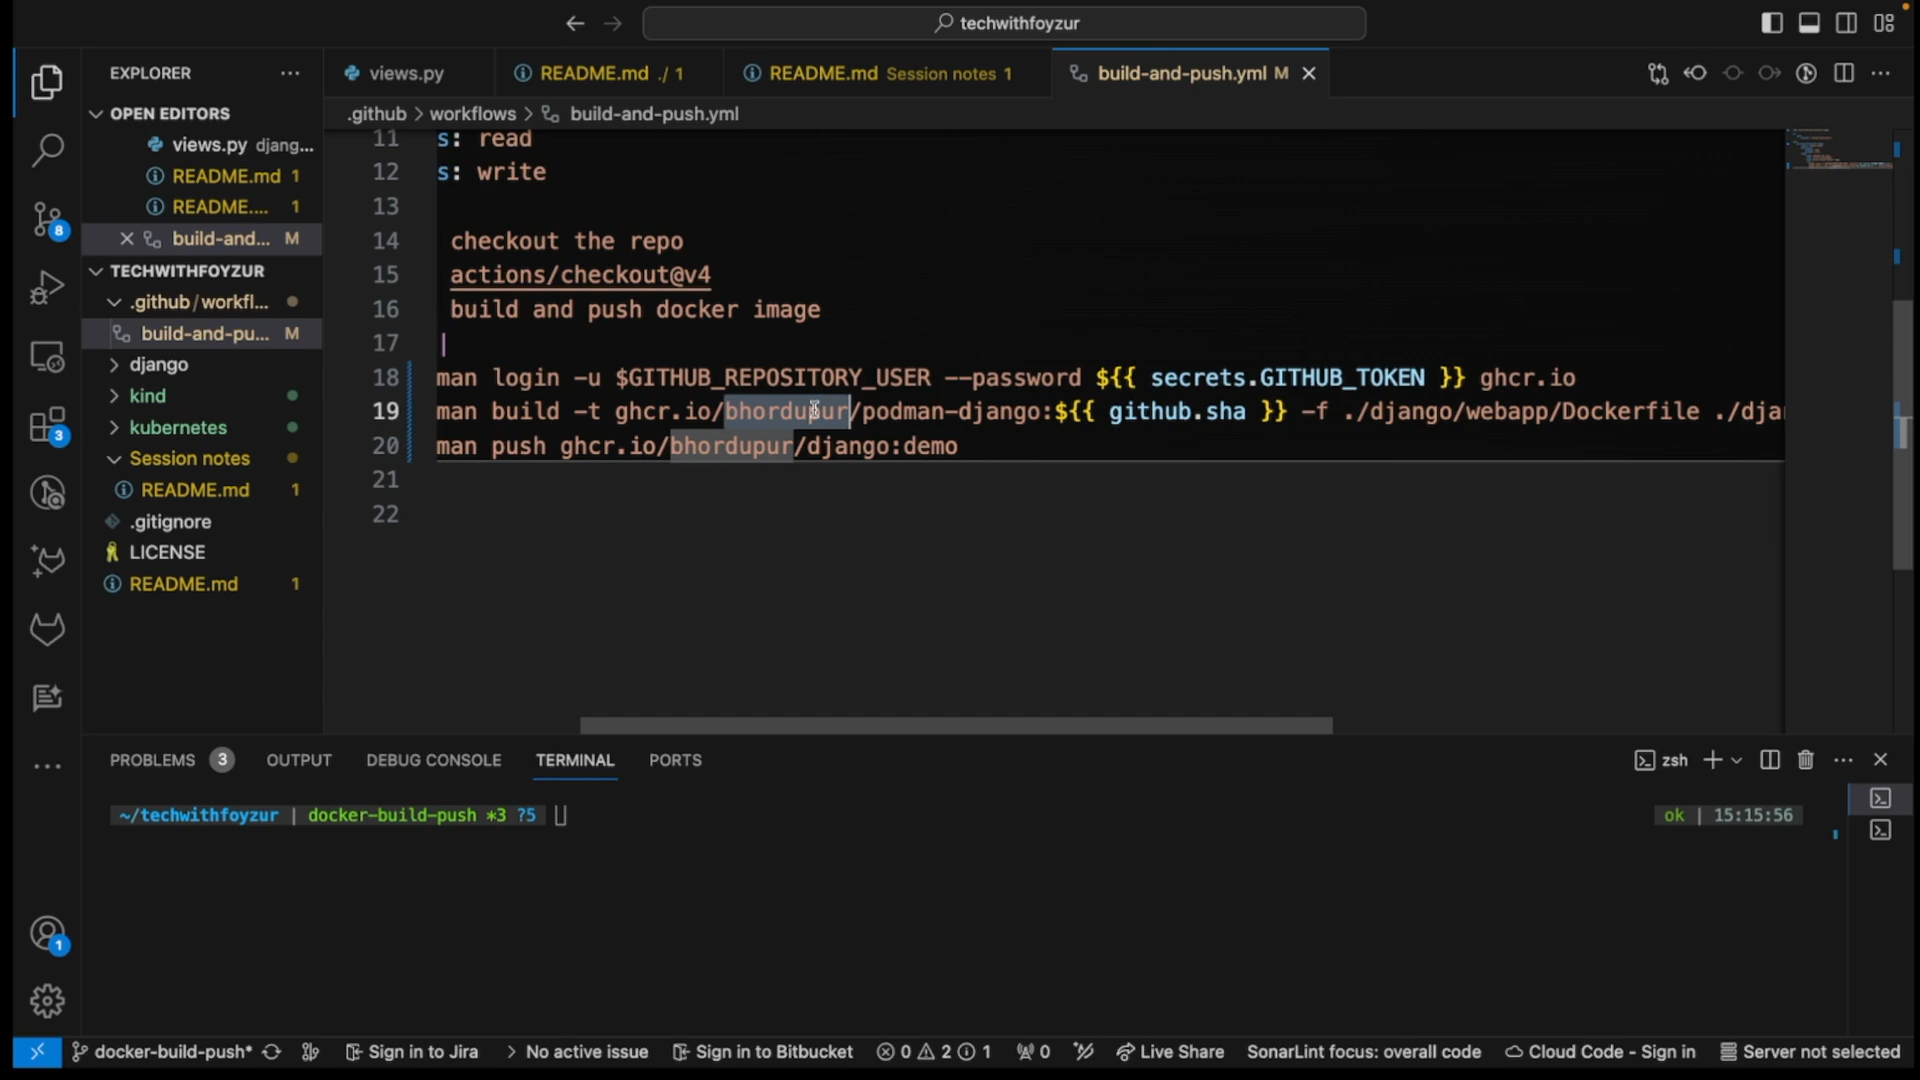 techwithfoyzur
EXPLORER
views.py
README.md ./ 1
README.md Session notes 1
build-and-push.yml M
OPEN EDITORS
.github > workflows > build-and-push.yml
views.py djang...
README.md 1
README.... 1
build-and... M
TECHWITHFOYZUR
.github/workfl...
build-and-pu... M
django
kind
kubernetes
Session notes
README.md 1
.gitignore
LICENSE
README.md 1
11 s: read
12 s: write
13
14 checkout the repo
15 actions/checkout@v4
16 build and push docker image
17 |
18 man login -u $GITHUB_REPOSITORY_USER --password ${{ secrets.GITHUB_TOKEN }} ghcr.io
19 man build -t ghcr.io/bhordupur/podman-django:${{ github.sha }} -f ./django/webapp/Dockerfile ./djan
20 man push ghcr.io/bhordupur/django:demo
21
22
8
3
1
PROBLEMS 3 OUTPUT DEBUG CONSOLE TERMINAL PORTS
zsh
~/techwithfoyzur | docker-build-push *3 ?5
ok | 15:15:56
docker-build-push* Sign in to Jira > No active issue Sign in to Bitbucket 0 2 1 0 Live Share SonarLint focus: overall code Cloud Code - Sign in Server not selected